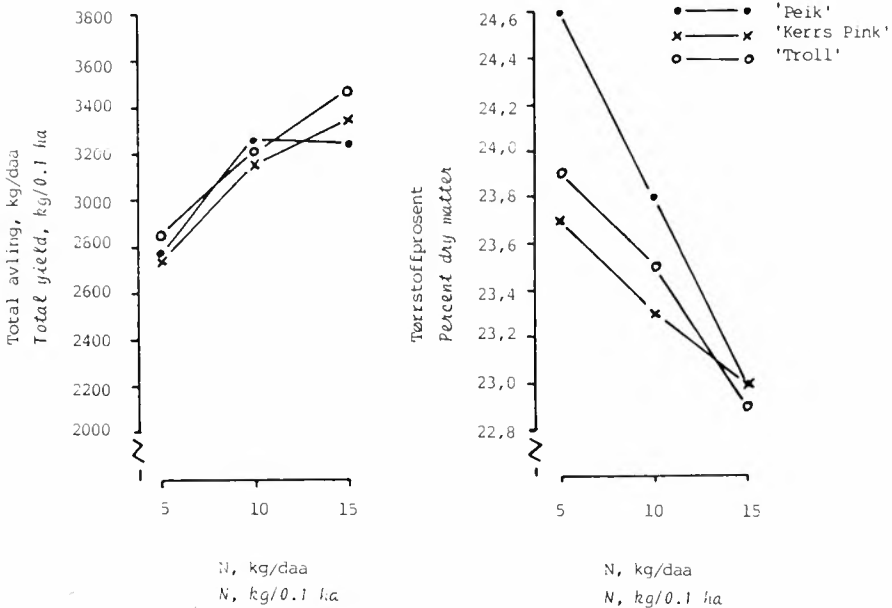 3800
3600
3400
3200
3000
2800
2600
2400
2200
2000
Total avling, kg/daa
Total yield, kg/0.1 ha
5 10 15
N, kg/daa
N, kg/0.1 ha
24,6
24,4
24,2
24,0
23,8
23,6
23,4
23,2
23,0
22,8
Tørrstoffprosent
Percent dry matter
5 10 15
N, kg/daa
N, kg/0.1 ha
'Peik'
'Kerrs Pink'
'Troll'